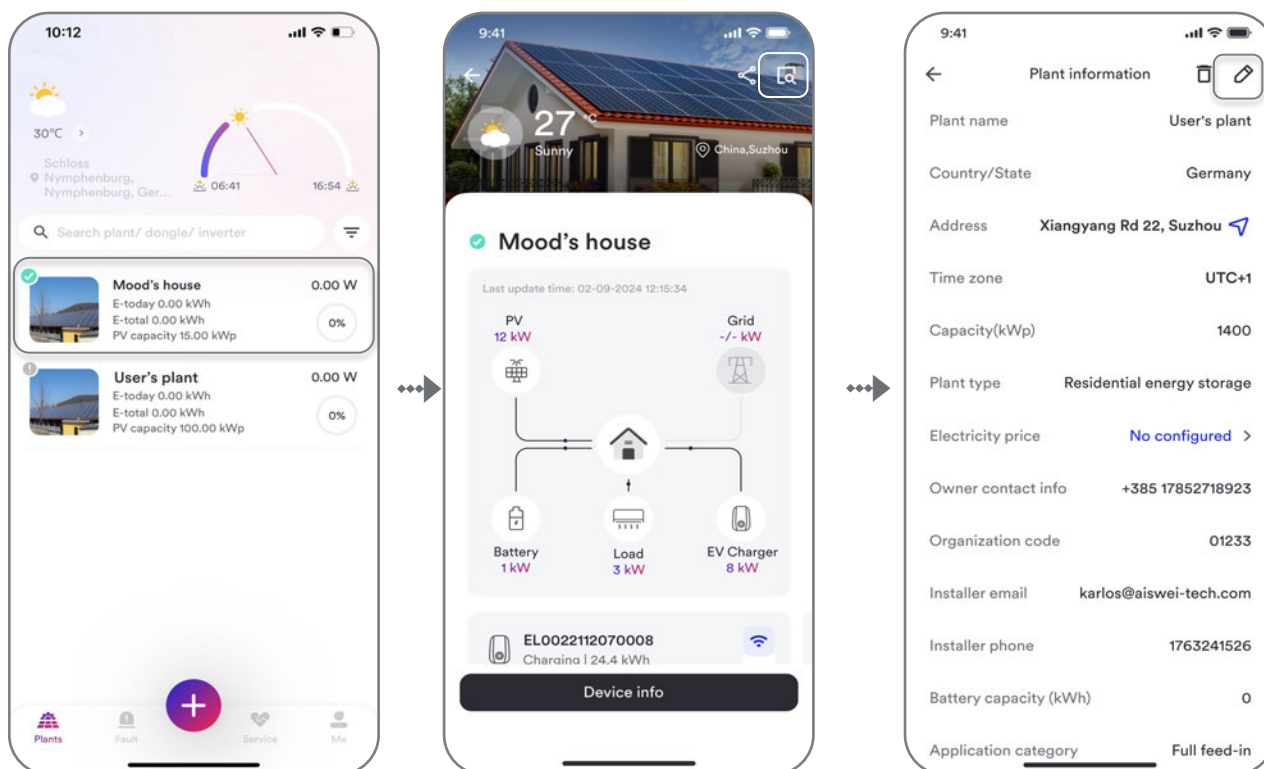 10:12
30°C >
Schloss
Nymphenburg,
Nymphenburg, Ger...
06:41
16:54
Search plant/ dongle/ inverter
Mood's house
0.00 W
E-today 0.00 kWh
E-total 0.00 kWh
PV capacity 15.00 kWp
0%
User's plant
0.00 W
E-today 0.00 kWh
E-total 0.00 kWh
PV capacity 100.00 kWp
0%
Plants
Fault
Service
Me
9:41
27 °C
Sunny
China,Suzhou
Mood's house
Last update time: 02-09-2024 12:15:34
PV
12 kW
Grid
-/- kW
Battery
1 kW
Load
3 kW
EV Charger
8 kW
EL0022112070008
Charging | 24.4 kWh
Device info
9:41
Plant information
Plant name User's plant
Country/State Germany
Address Xiangyang Rd 22, Suzhou
Time zone UTC+1
Capacity(kWp) 1400
Plant type Residential energy storage
Electricity price No configured >
Owner contact info +385 17852718923
Organization code 01233
Installer email karlos@aiswei-tech.com
Installer phone 1763241526
Battery capacity (kWh) 0
Application category Full feed-in